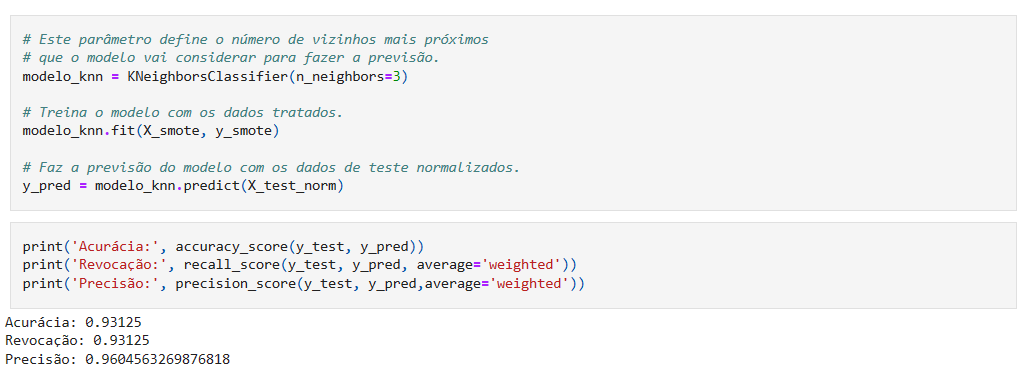 # Este parâmetro define o número de vizinhos mais próximos
# que o modelo vai considerar para fazer a previsão.
modelo_knn = KNeighborsClassifier(n_neighbors=3)
# Treina o modelo com os dados tratados.
modelo_knn.fit(X_smote, y_smote)
# Faz a previsão do modelo com os dados de teste normalizados.
y_pred = modelo_knn.predict(X_test_norm)
print('Acurácia:', accuracy_score(y_test, y_pred))
print('Revocação:', recall_score(y_test, y_pred, average='weighted'))
print('Precisão:', precision_score(y_test, y_pred,average='weighted'))
Acurácia: 0.93125
Revocação: 0.93125
Precisão: 0.9604563269876818